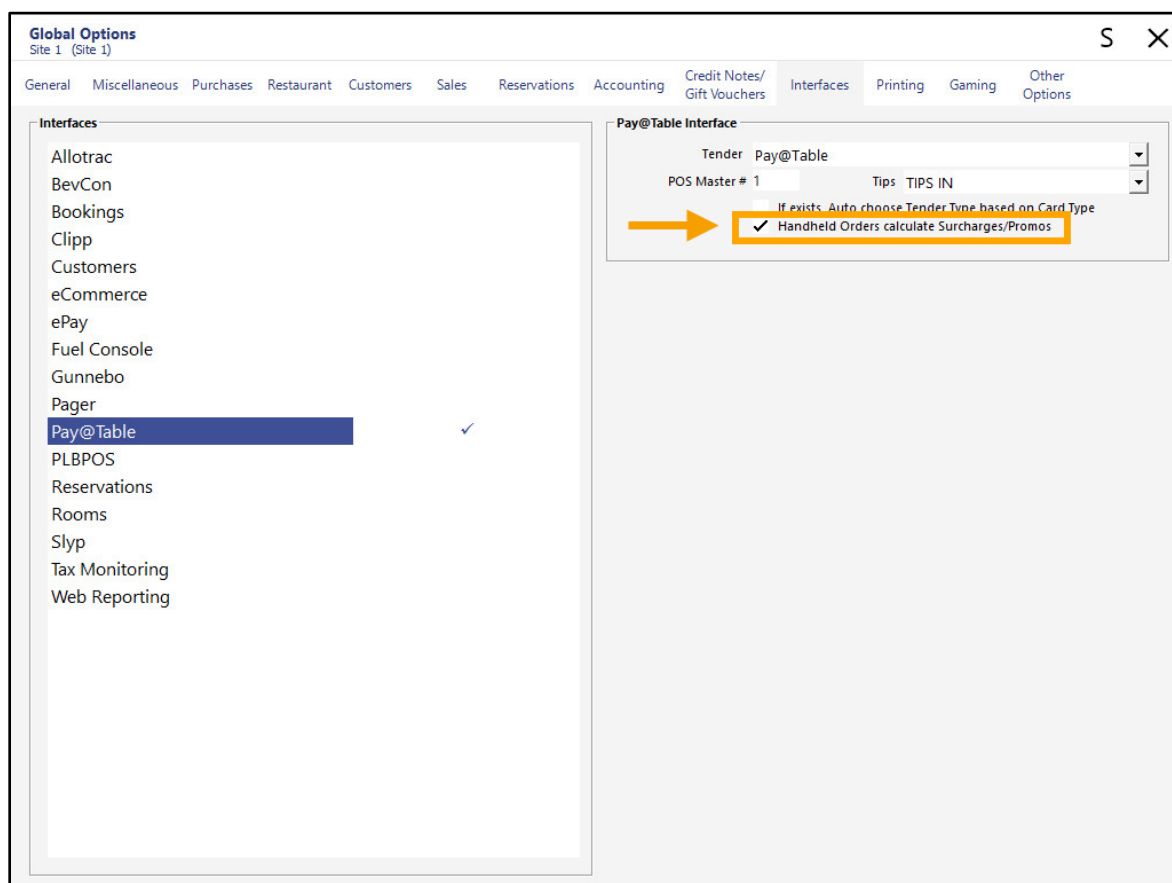 Global Options
Site 1 (Site 1)
S
General Miscellaneous Purchases Restaurant Customers Sales Reservations Accounting Credit Notes/ Gift Vouchers Interfaces Printing Gaming Other Options
Interfaces
Allotrac
BevCon
Bookings
Clipp
Customers
eCommerce
ePay
Fuel Console
Gunnebo
Pager
Pay@Table
PLBPOS
Reservations
Rooms
Slyp
Tax Monitoring
Web Reporting
Pay@Table Interface
Tender Pay@Table
POS Master # 1 Tips TIPS IN
If exists, Auto choose Tender Type based on Card Type
Handheld Orders calculate Surcharges/Promos